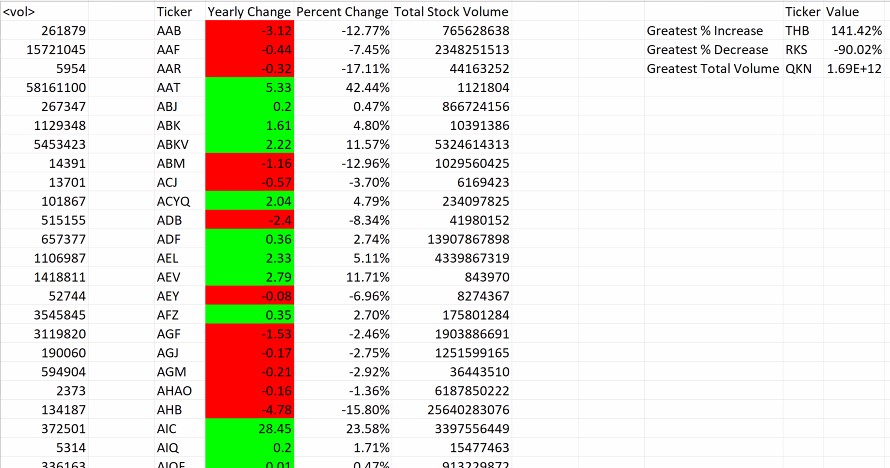 <vol> Ticker Yearly Change Percent Change Total Stock Volume Ticker Value
261879 AAB -3.12 -12.77% 765628638 Greatest % Increase THB 141.42%
15721045 AAF -0.44 -7.45% 2348251513 Greatest % Decrease RKS -90.02%
5954 AAR -0.32 -17.11% 44163252 Greatest Total Volume QKN 1.69E+12
58161100 AAT 5.33 42.44% 1121804
267347 ABJ 0.2 0.47% 866724156
1129348 ABK 1.61 4.80% 10391386
5453423 ABKV 2.22 11.57% 5324614313
14391 ABM -1.16 -12.96% 1029560425
13701 ACJ -0.57 -3.70% 6169423
101867 ACYQ 2.04 4.79% 234097825
515155 ADB -2.4 -8.34% 41980152
657377 ADF 0.36 2.74% 13907867898
1106987 AEL 2.33 5.11% 4339867319
1418811 AEV 2.79 11.71% 843970
52744 AEY -0.08 -6.96% 8274367
3545845 AFZ 0.35 2.70% 175801284
3119820 AGF -1.53 -2.46% 1903886691
190060 AGJ -0.17 -2.75% 1251599165
594904 AGM -0.21 -2.92% 36443510
2373 AHAO -0.16 -1.36% 6187850222
134187 AHB -4.78 -15.80% 25640283076
372501 AIC 28.45 23.58% 3397556449
5314 AIQ 0.2 1.71% 15477463
336163 0.01 0.47% 913229872